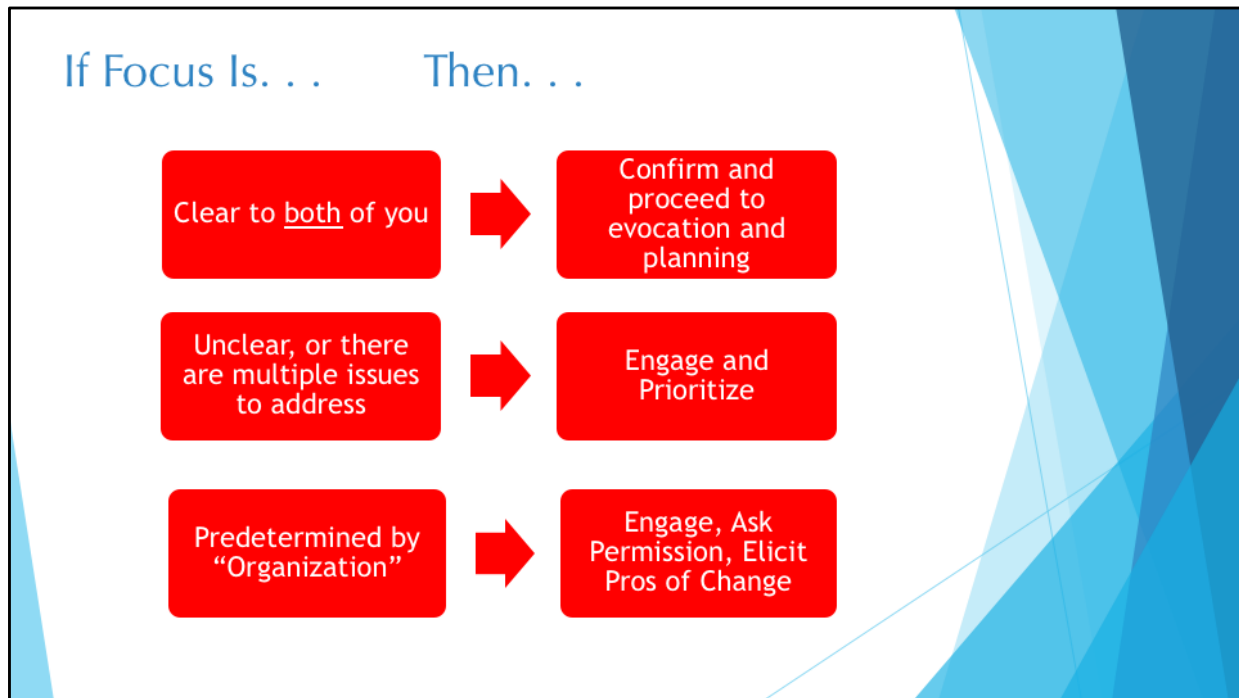 If Focus Is. . .
Then. . .
Clear to both of you
Confirm and
proceed to
evocation and
planning
Unclear, or there
are multiple issues
to address
Engage and
Prioritize
Predetermined by
“Organization”
Engage, Ask
Permission, Elicit
Pros of Change